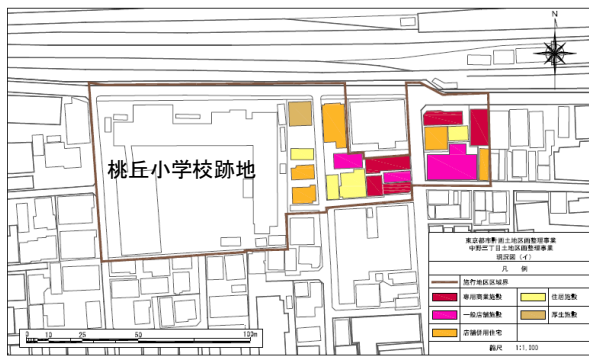 N
桃丘小学校跡地
東京都市計画土地区画整理事業
中野三丁目土地区画整理事業
現況図（イ）
凡 例
施行地区区域界
専用商業施設 住居施設
一般店舗施設 厚生施設
店舗併用住宅
縮尺 1:1,000
0 10 25 50 100m